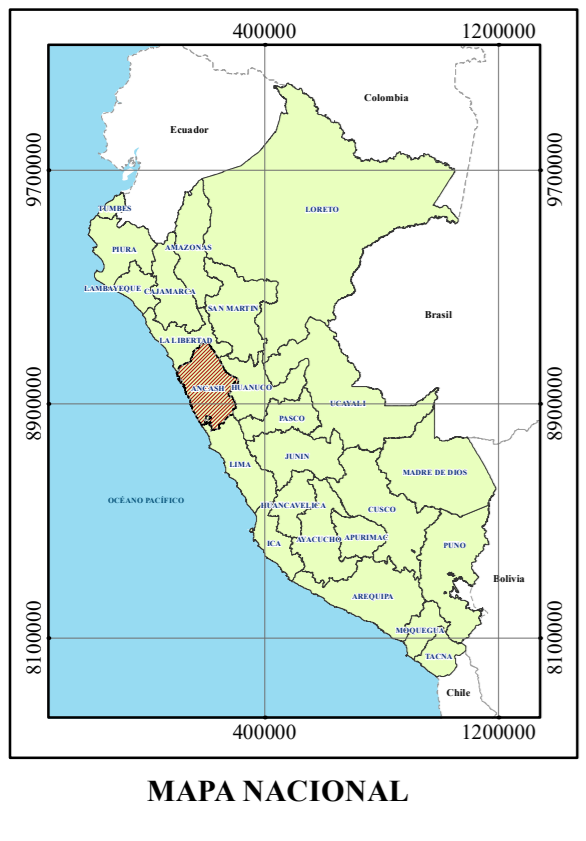 400000 1200000
Colombia
Ecuador
9700000 9700000
TUMBES
LORETO
PIURA
AMAZONAS
LAMBAYEQUE
CAJAMARCA
SAN MARTIN
Brasil
LA LIBERTAD
ANCASH
HUANUCO
8900000 8900000
UCAYALI
PASCO
JUNIN
LIMA
MADRE DE DIOS
OCÉANO PACÍFICO
HUANCAVELICA
CUSCO
ICA
AYACUCHO
APURIMAC
PUNO
Bolivia
AREQUIPA
MOQUEGUA
8100000 8100000
TACNA
Chile
400000 1200000
MAPA NACIONAL